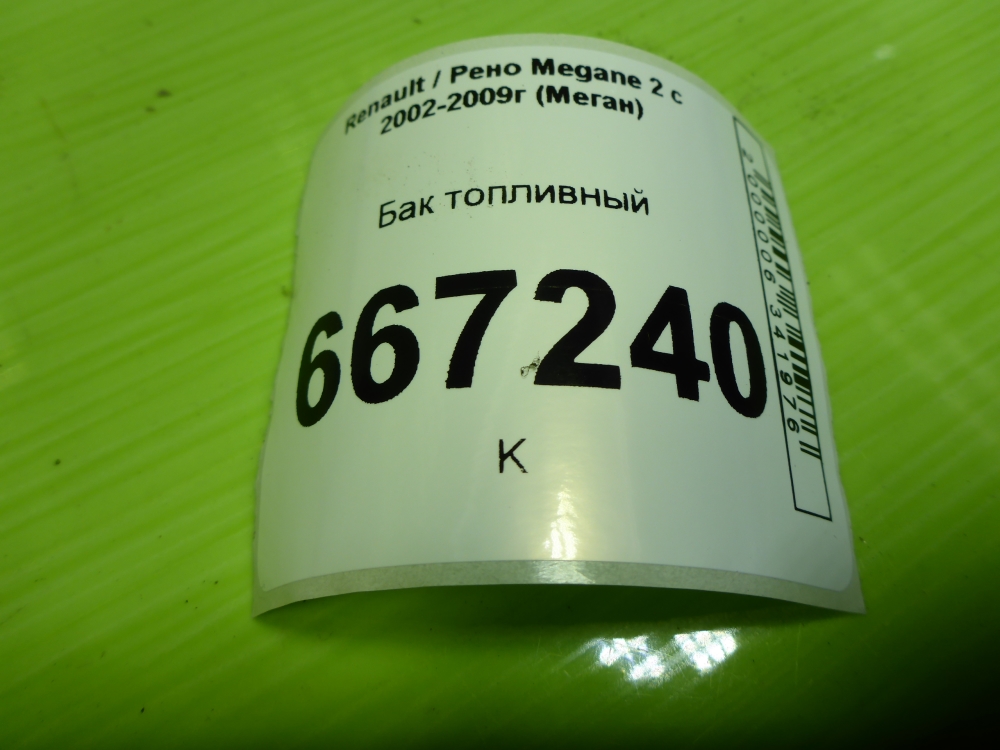 Renault / Рено Megane 2 с
2002-2009г (Меган)
Бак топливный
667240
К
2000006341976